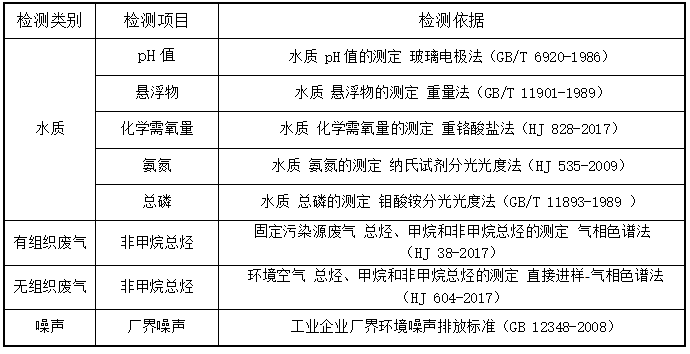 检测类别 检测项目 检测依据
水质 pH值 水质 pH值的测定 玻璃电极法（GB/T 6920-1986）
悬浮物 水质 悬浮物的测定 重量法（GB/T 11901-1989）
化学需氧量 水质 化学需氧量的测定 重铬酸盐法（HJ 828-2017）
氨氮 水质 氨氮的测定 纳氏试剂分光光度法（HJ 535-2009）
总磷 水质 总磷的测定 钼酸铵分光光度法（GB/T 11893-1989 ）
有组织废气 非甲烷总烃 固定污染源废气 总烃、甲烷和非甲烷总烃的测定 气相色谱法
（HJ 38-2017）
无组织废气 非甲烷总烃 环境空气 总烃、甲烷和非甲烷总烃的测定 直接进样-气相色谱法
（HJ 604-2017）
噪声 厂界噪声 工业企业厂界环境噪声排放标准（GB 12348-2008）